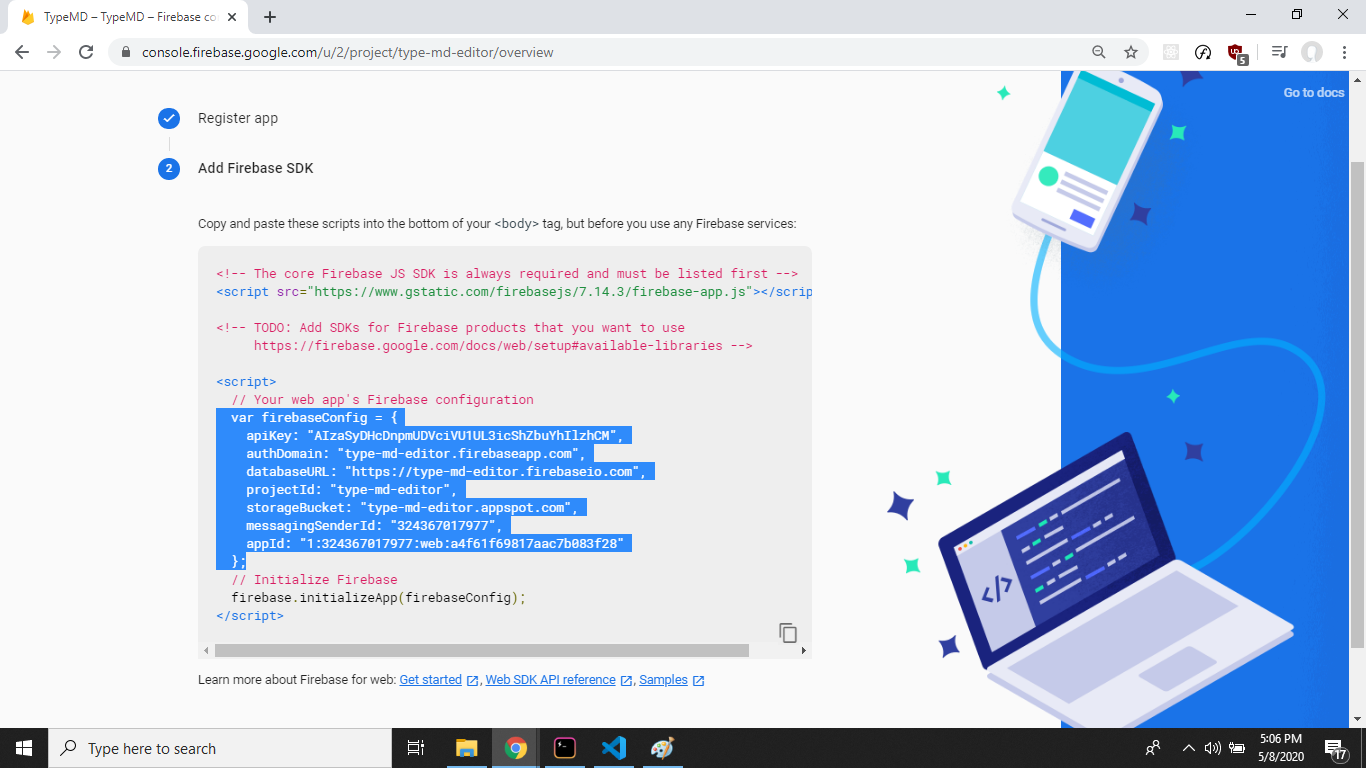 TypeMD – TypeMD – Firebase co
console.firebase.google.com/u/2/project/type-md-editor/overview
5
Go to docs
Register app
2 Add Firebase SDK
Copy and paste these scripts into the bottom of your <body> tag, but before you use any Firebase services:
<!-- The core Firebase JS SDK is always required and must be listed first -->
<script src="https://www.gstatic.com/firebasejs/7.14.3/firebase-app.js"></scrip
<!-- TODO: Add SDKs for Firebase products that you want to use
https://firebase.google.com/docs/web/setup#available-libraries -->
<script>
// Your web app's Firebase configuration
var firebaseConfig = {
apiKey: "AIzaSyDHcDnpmUDVciVU1UL3icShZbuYhIlzhCM",
authDomain: "type-md-editor.firebaseapp.com",
databaseURL: "https://type-md-editor.firebaseio.com",
projectId: "type-md-editor",
storageBucket: "type-md-editor.appspot.com",
messagingSenderId: "324367017977",
appId: "1:324367017977:web:a4f61f69817aac7b083f28"
};
// Initialize Firebase
firebase.initializeApp(firebaseConfig);
</script>
</>
Learn more about Firebase for web: Get started, Web SDK API reference, Samples
Type here to search
5:06 PM
5/8/2020
17